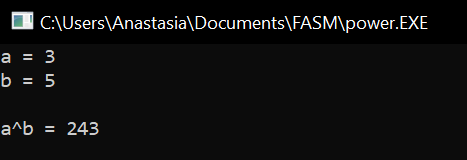 C:\Users\Anastasia\Documents\FASM\power.EXE
a = 3
b = 5
a^b = 243